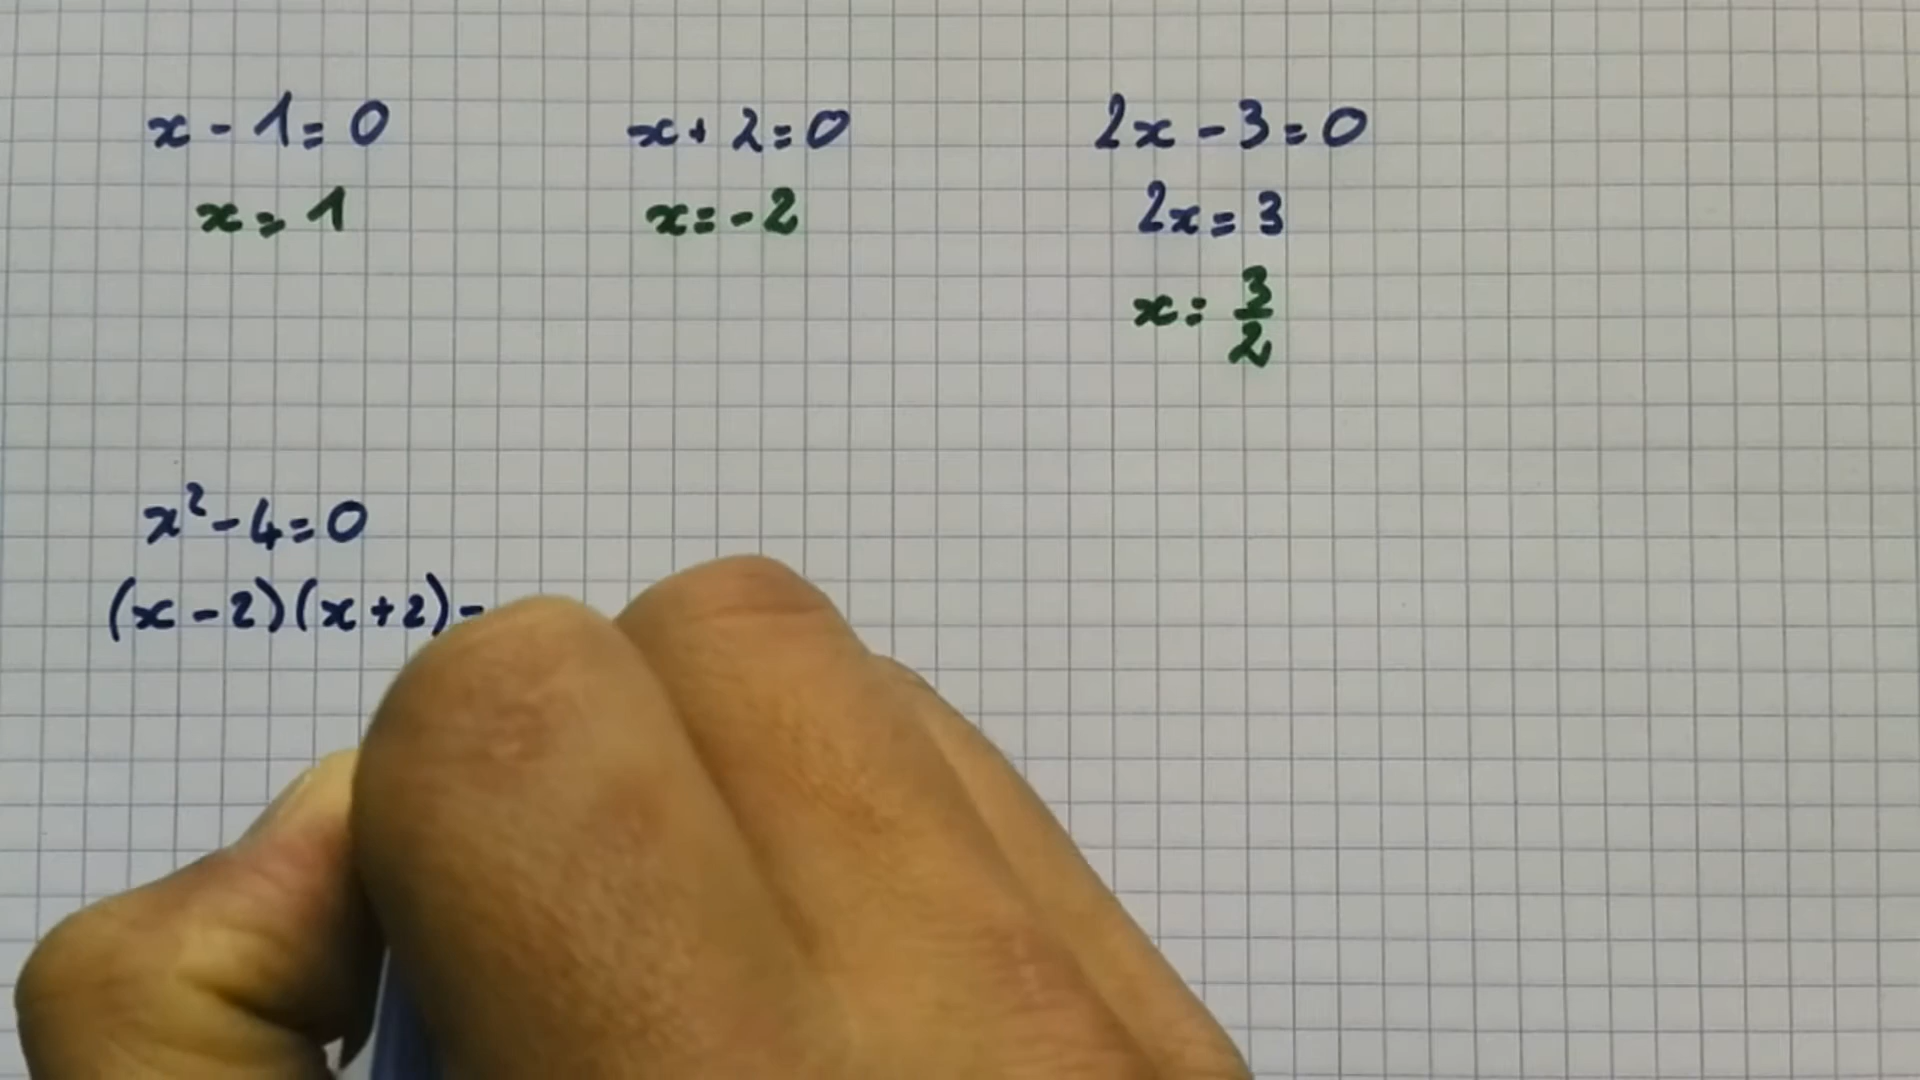 x - 1 = 0
x = 1
x + 2 = 0
x = -2
2x - 3 = 0
2x = 3
x = 3/2
x² - 4 = 0
(x - 2)(x + 2) -